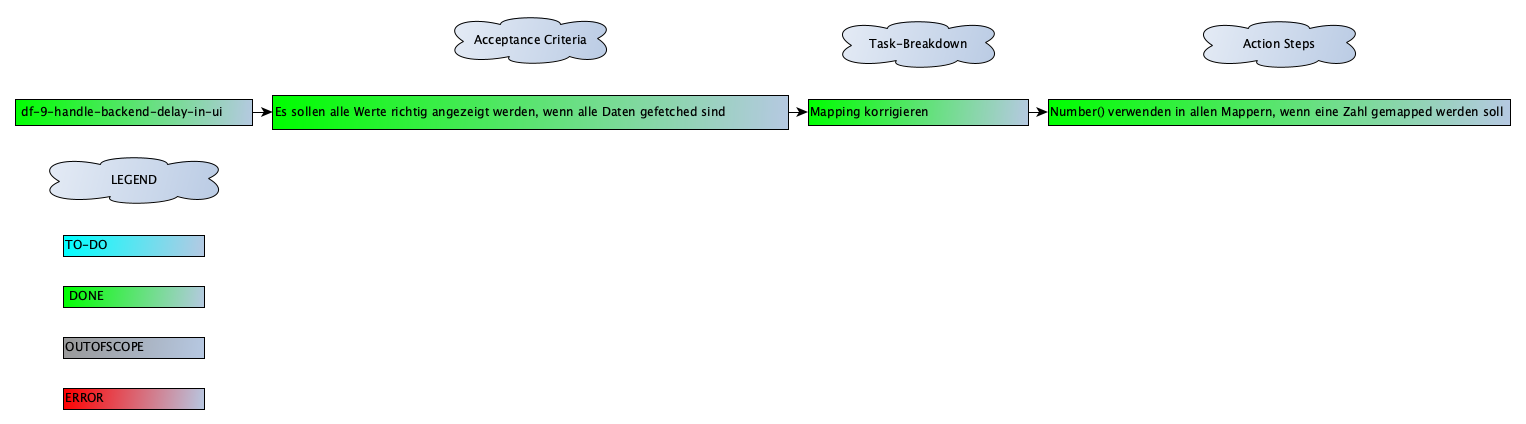 Acceptance Criteria
Task-Breakdown
Action Steps
df-9-handle-backend-delay-in-ui
Es sollen alle Werte richtig angezeigt werden, wenn alle Daten gefetched sind
Mapping korrigieren
Number() verwenden in allen Mappern, wenn eine Zahl gemapped werden soll
LEGEND
TO-DO
DONE
OUTOFSCOPE
ERROR